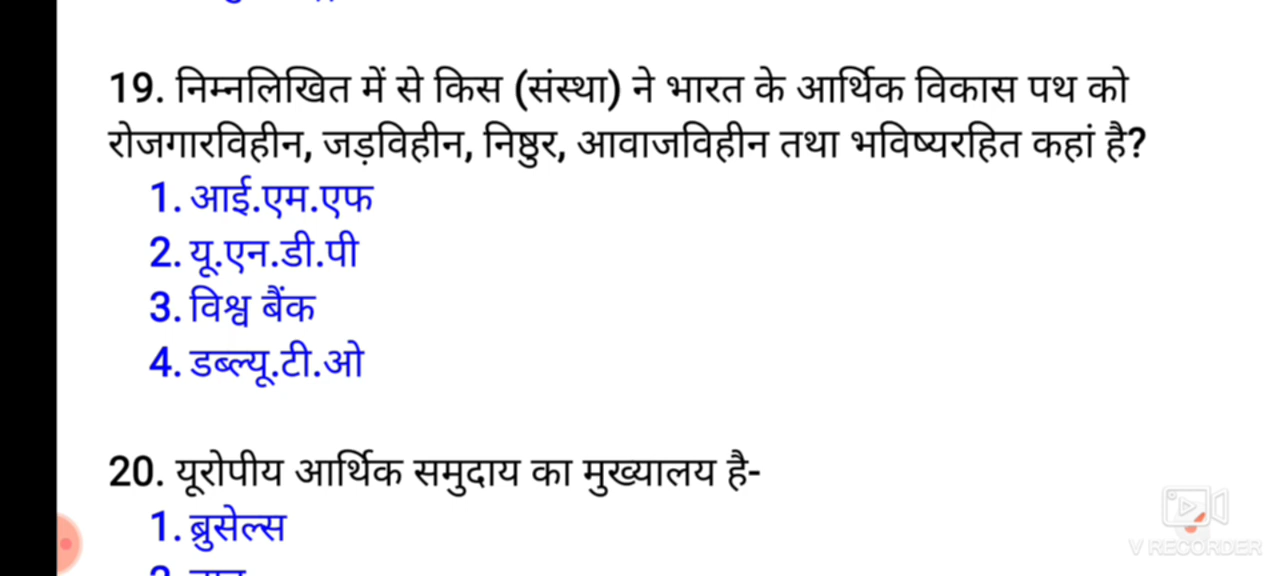 19. निम्नलिखित में से किस (संस्था) ने भारत के आर्थिक विकास पथ को
रोजगारविहीन, जड़विहीन, निष्ठुर, आवाजविहीन तथा भविष्यरहित कहां है?
1. आई.एम.एफ
2. यू.एन.डी.पी
3. विश्व बैंक
4. डब्ल्यू.टी.ओ
20. यूरोपीय आर्थिक समुदाय का मुख्यालय है-
1. ब्रुसेल्स
V RECORDER